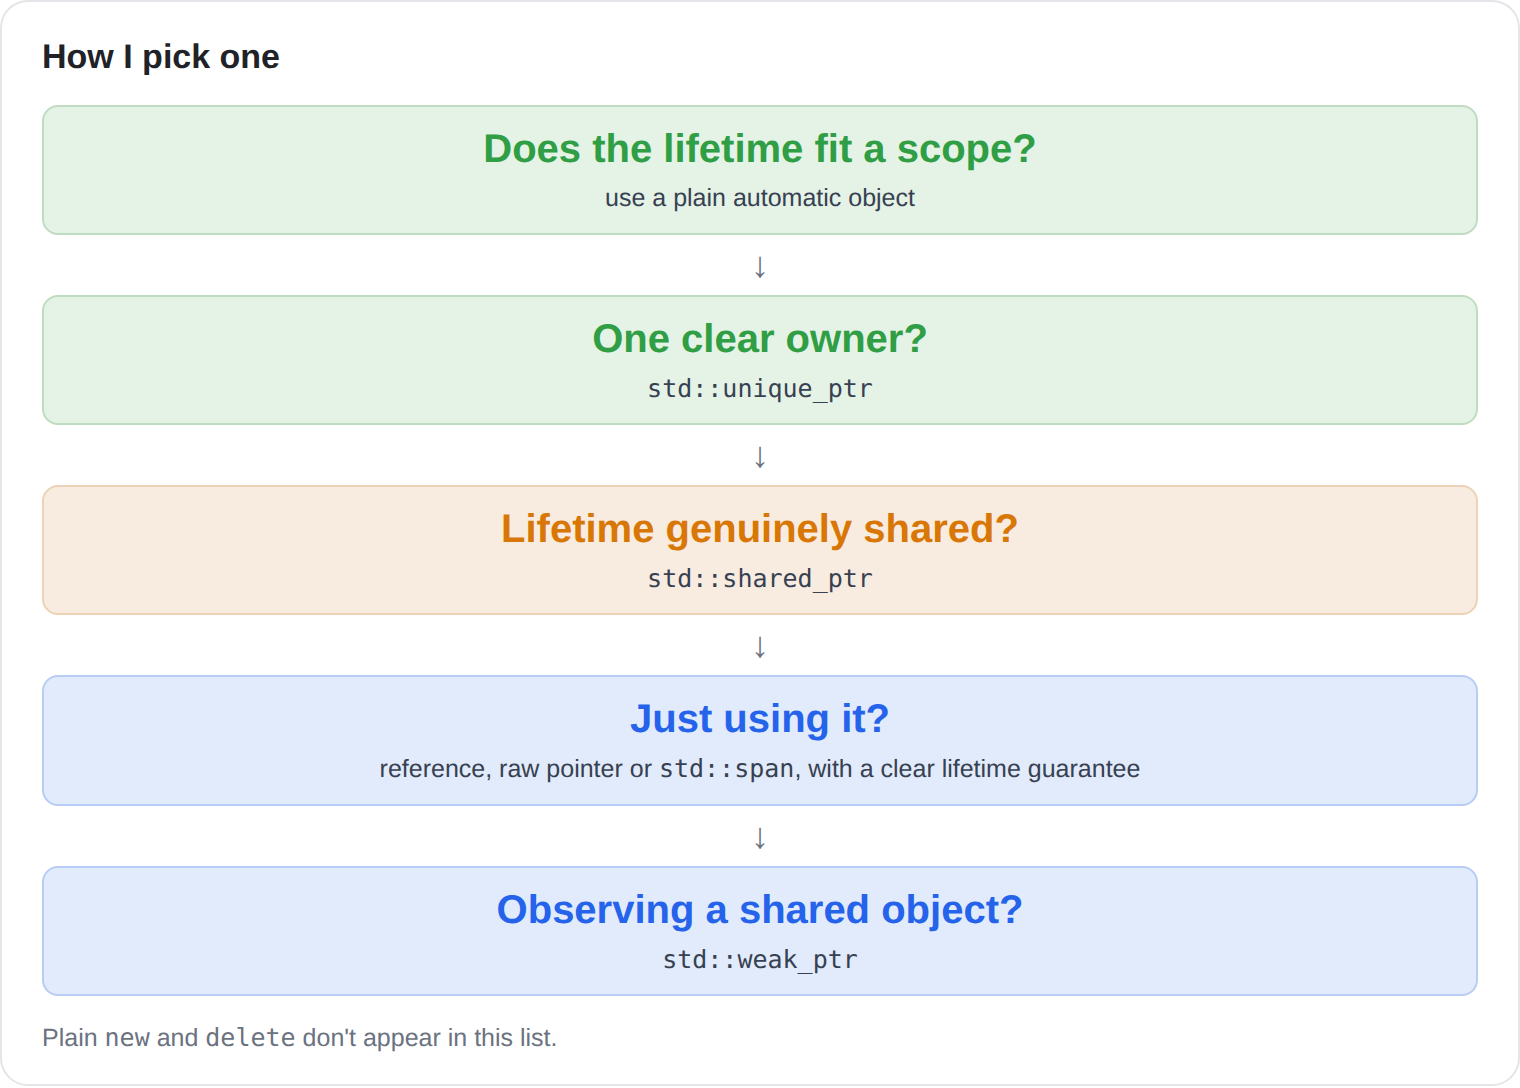 How I pick one
Does the lifetime fit a scope?
use a plain automatic object
↓
One clear owner?
std::unique_ptr
↓
Lifetime genuinely shared?
std::shared_ptr
↓
Just using it?
reference, raw pointer or std::span, with a clear lifetime guarantee
↓
Observing a shared object?
std::weak_ptr
Plain new and delete don't appear in this list.